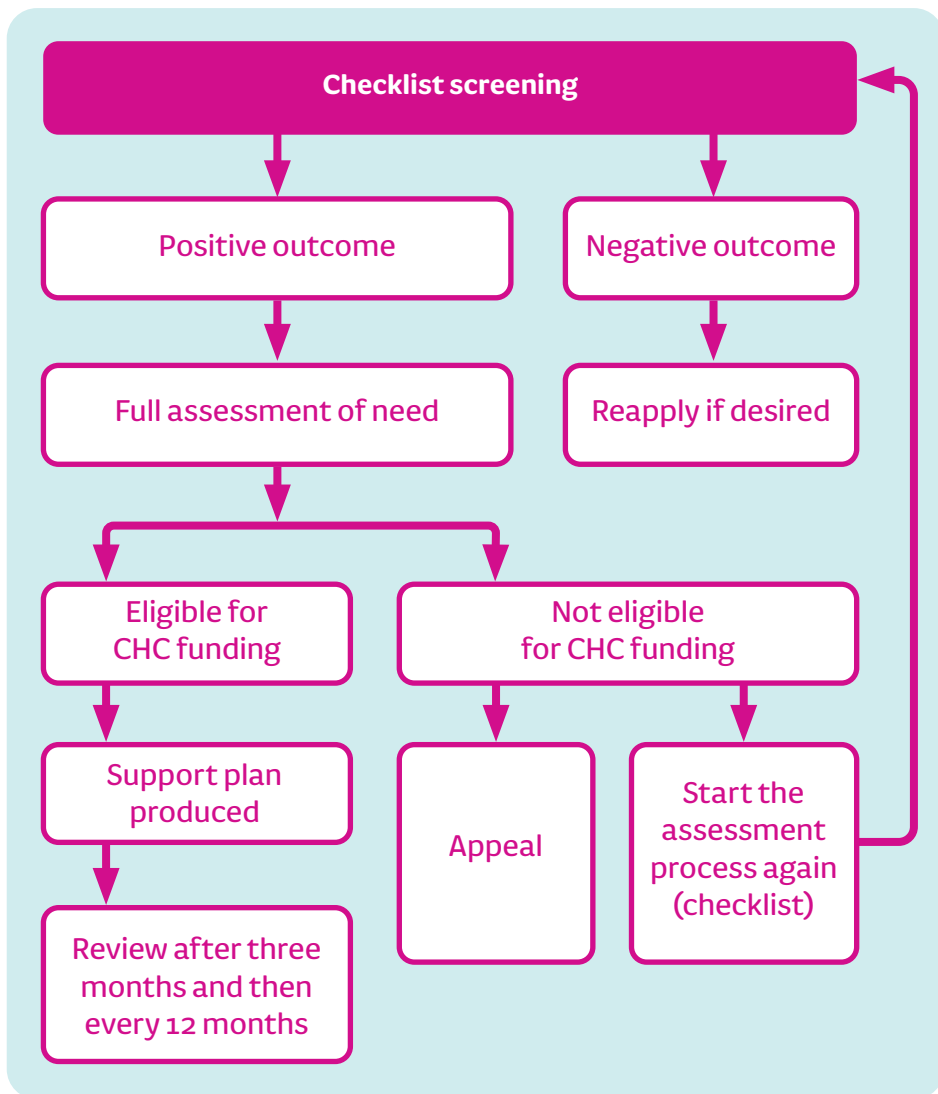 Checklist screening
Positive outcome
Negative outcome
Full assessment of need
Reapply if desired
Eligible for
CHC funding
Not eligible
for CHC funding
Support plan
produced
Appeal
Start the
assessment
process again
(checklist)
Review after three
months and then
every 12 months